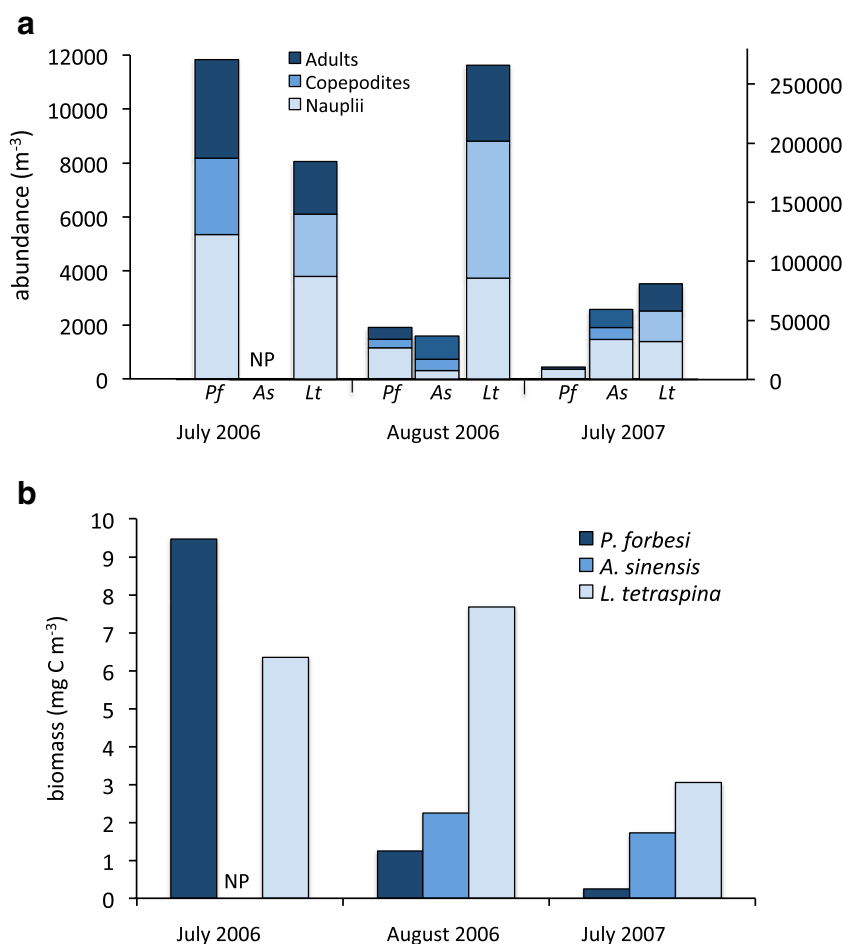 a
12000
10000
8000
6000
4000
2000
0
abundance (m-3)
Adults
Copepodites
Nauplii
250000
200000
150000
100000
50000
0
NP
Pf As Lt Pf As Lt Pf As Lt
July 2006 August 2006 July 2007
b
10
9
8
7
6
5
4
3
2
1
0
biomass (mg C m-3)
P. forbesi
A. sinensis
L. tetraspina
NP
July 2006 August 2006 July 2007